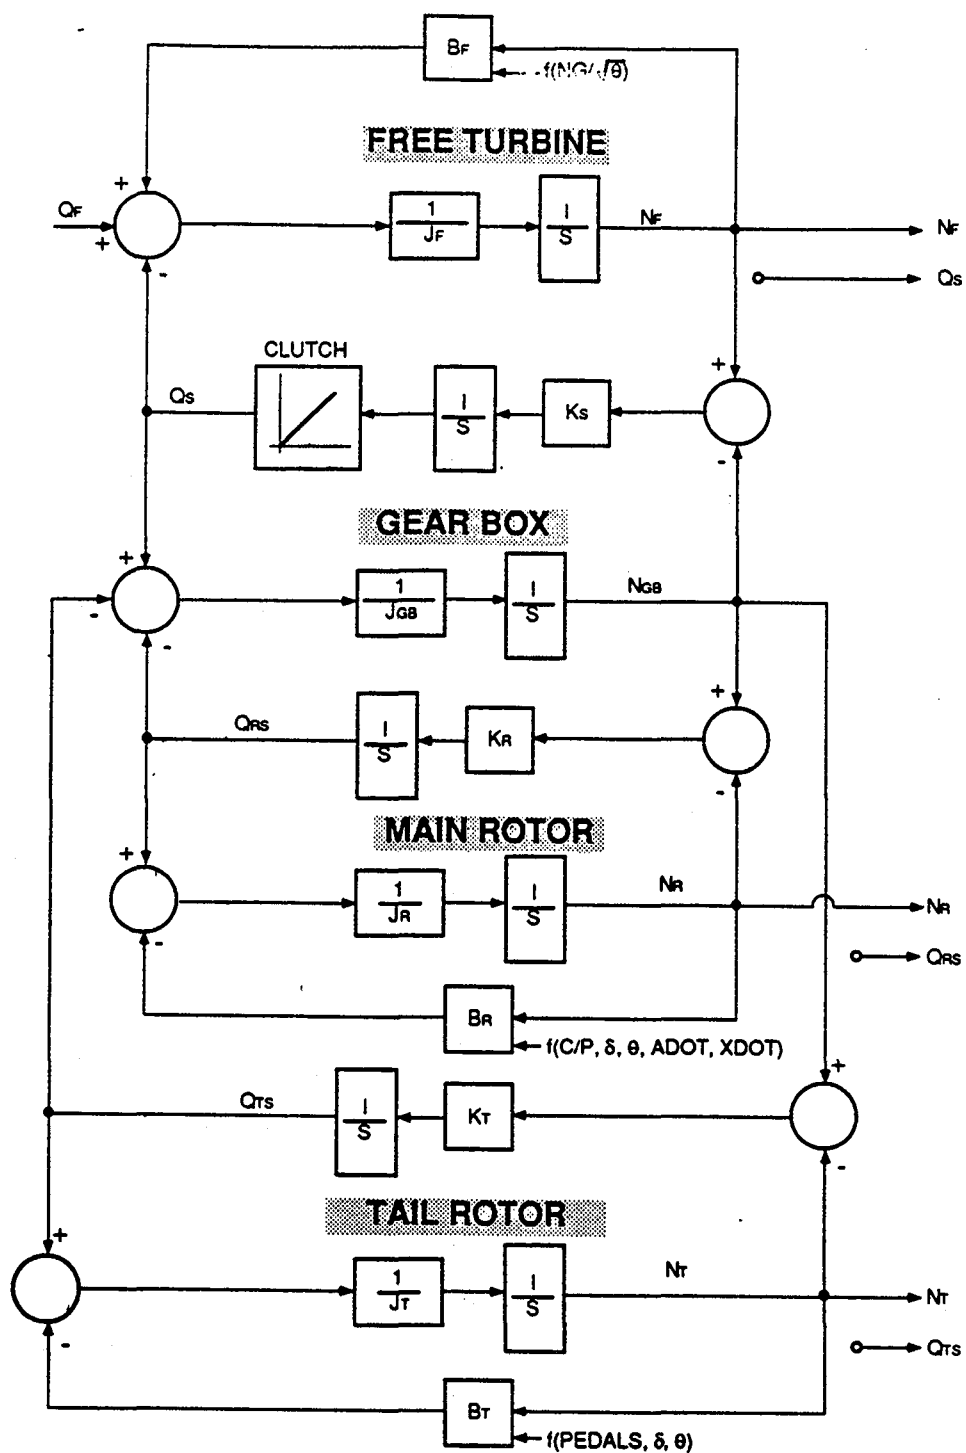 BF
f(NG/√θ)
FREE TURBINE
+
QF
+
1
JF
I
S
NF
NF
-
QS
CLUTCH
+
QS
I
S
KS
-
GEAR BOX
+
-
1
JGB
I
S
NGB
-
+
QRS
I
S
KR
-
MAIN ROTOR
+
1
JR
I
S
NR
NR
-
QRS
BR
f(C/P, δ, θ, ADOT, XDOT)
+
QTS
I
S
KT
-
TAIL ROTOR
+
1
JT
I
S
NT
NT
-
QTS
BT
f(PEDALS, δ, θ)